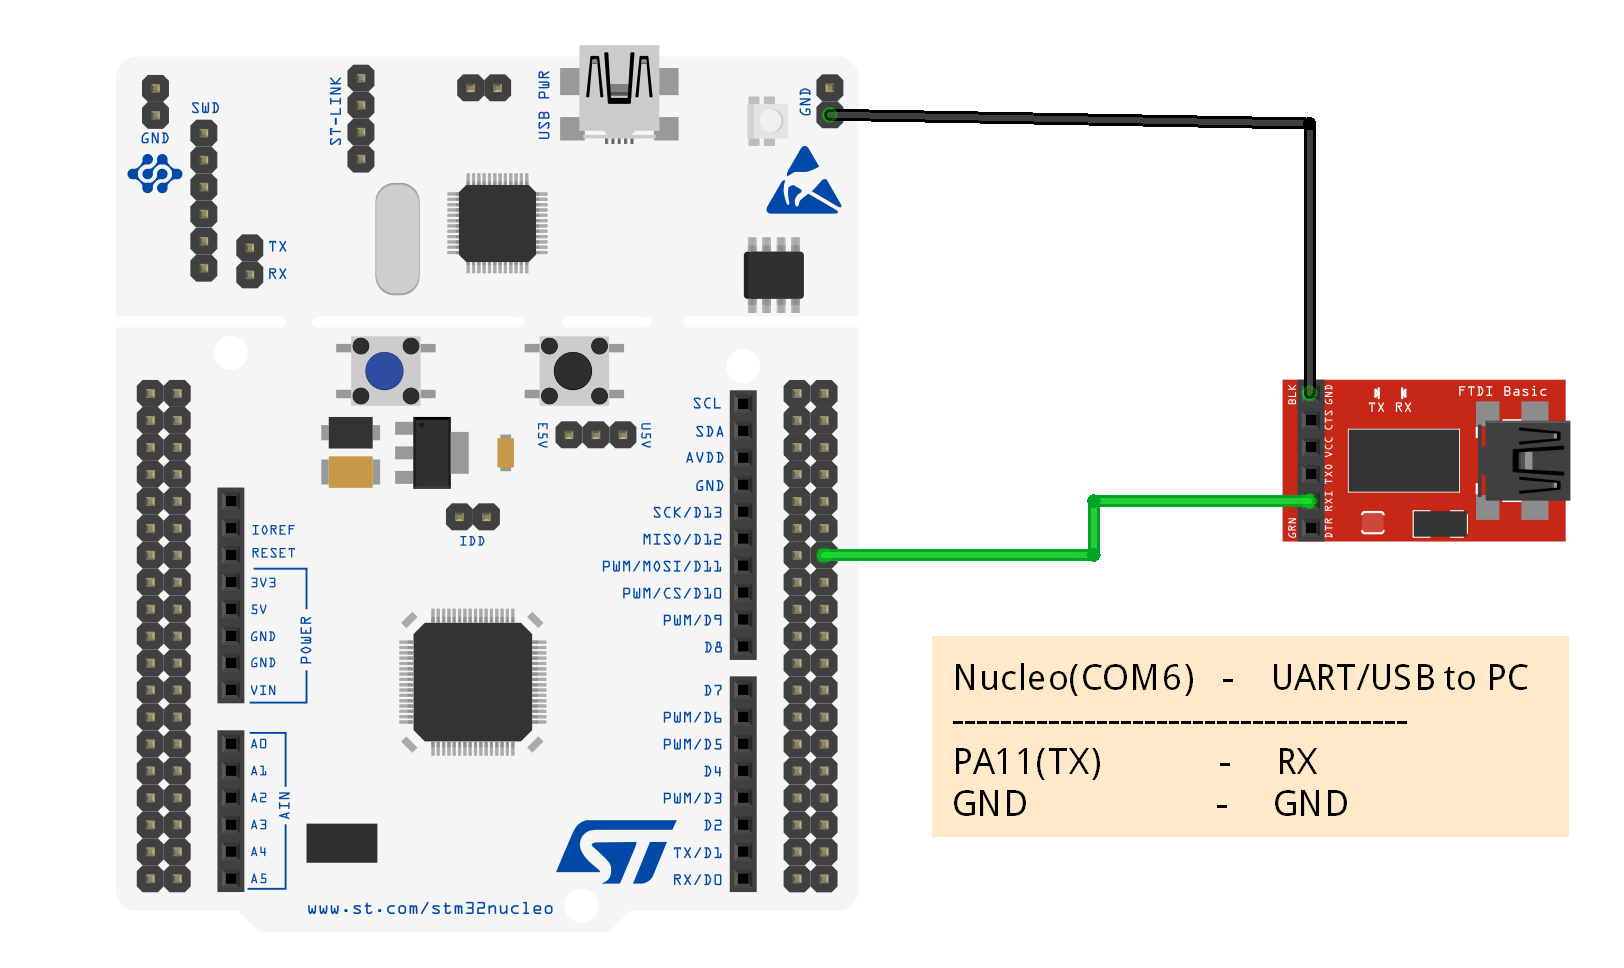 SWD
GND
TX
RX
ST-LINK
USB PWR
GND
E5V
U5V
IDD
IOREF
RESET
3V3
5V
GND
GND
VIN
POWER
A0
A1
A2
A3
A4
A5
AIN
SCL
SDA
AVDD
GND
SCK/D13
MISO/D12
PWM/MOSI/D11
PWM/CS/D10
PWM/D9
D8
D7
PWM/D6
PWM/D5
D4
PWM/D3
D2
TX/D1
RX/D0
ST
www.st.com/stm32nucleo
BLK
GRN
GND
CTS
VCC
TXO
RXI
DTR
TX RX
FTDI Basic
Nucleo(COM6) - UART/USB to PC
--------------------------------------
PA11(TX) - RX
GND - GND